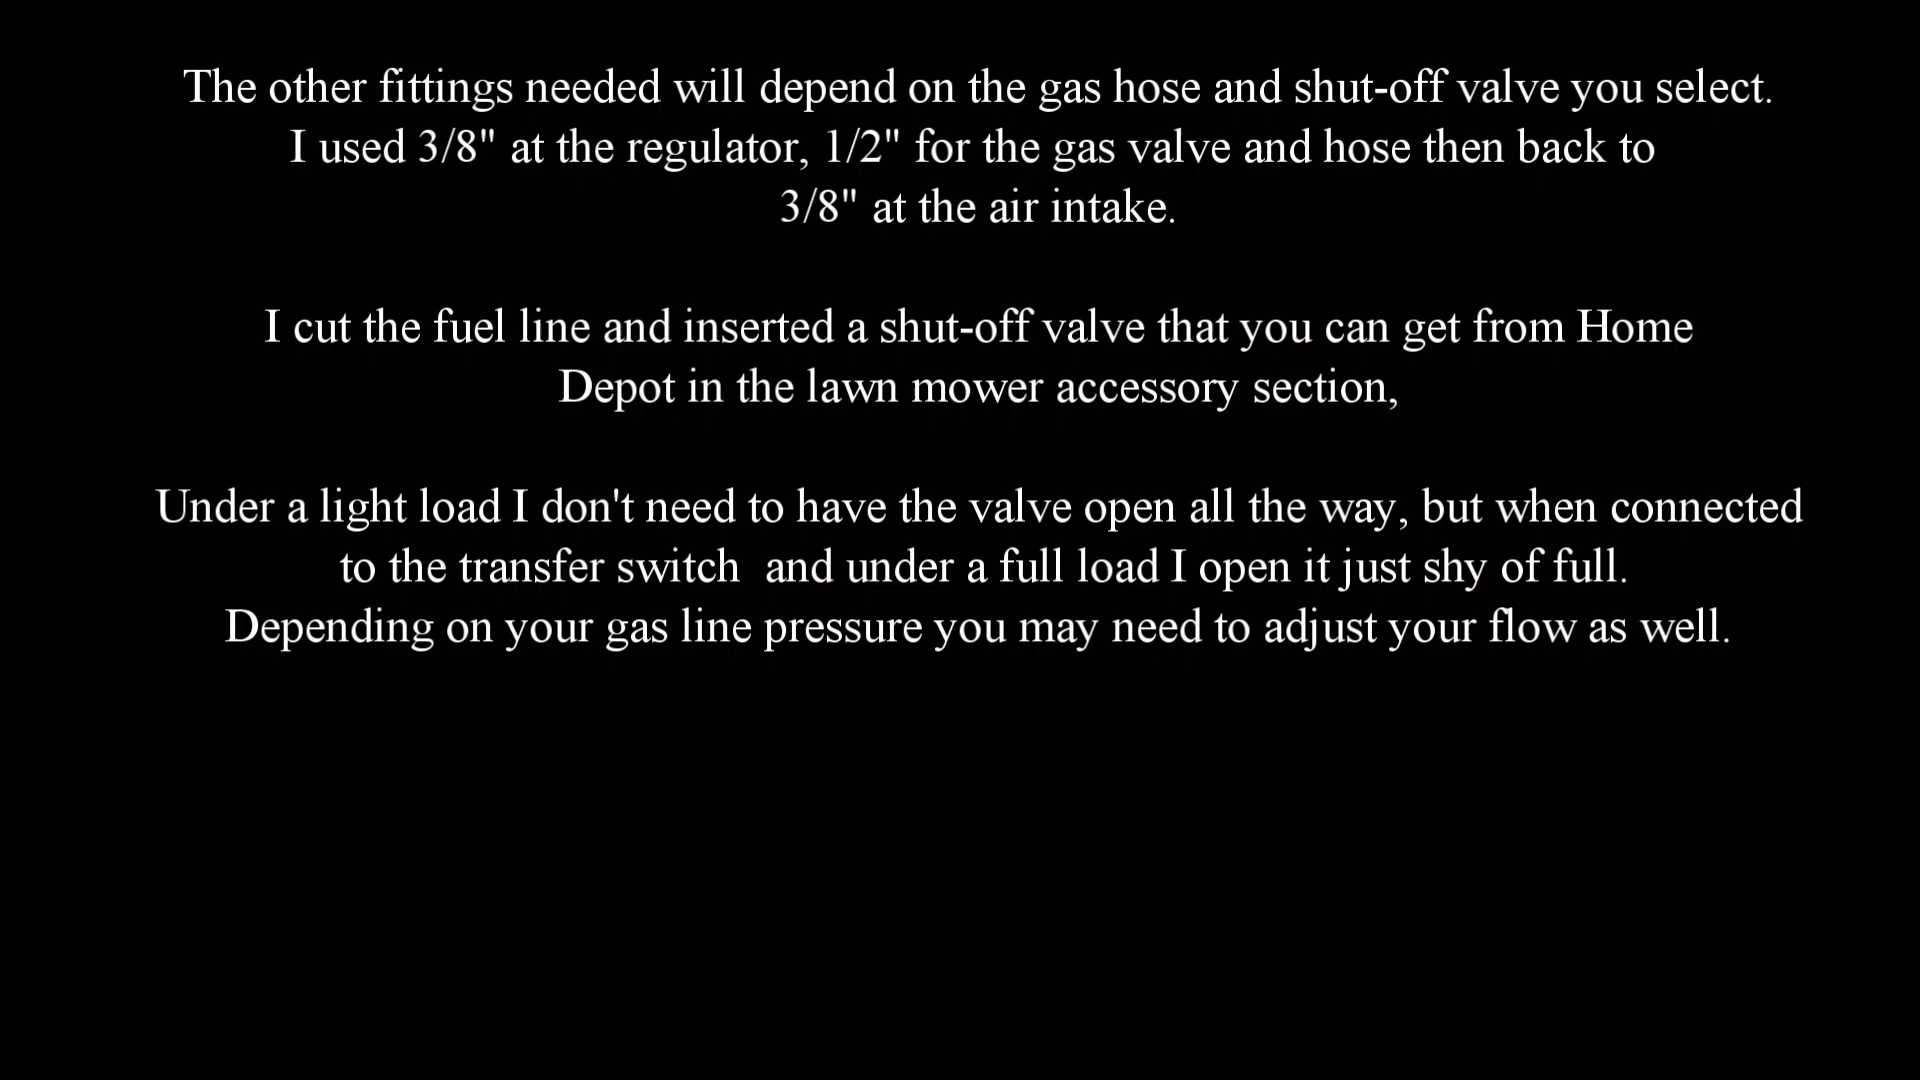 The other fittings needed will depend on the gas hose and shut-off valve you select.
I used 3/8" at the regulator, 1/2" for the gas valve and hose then back to
3/8" at the air intake.
I cut the fuel line and inserted a shut-off valve that you can get from Home
Depot in the lawn mower accessory section,
Under a light load I don't need to have the valve open all the way, but when connected
to the transfer switch  and under a full load I open it just shy of full.
Depending on your gas line pressure you may need to adjust your flow as well.